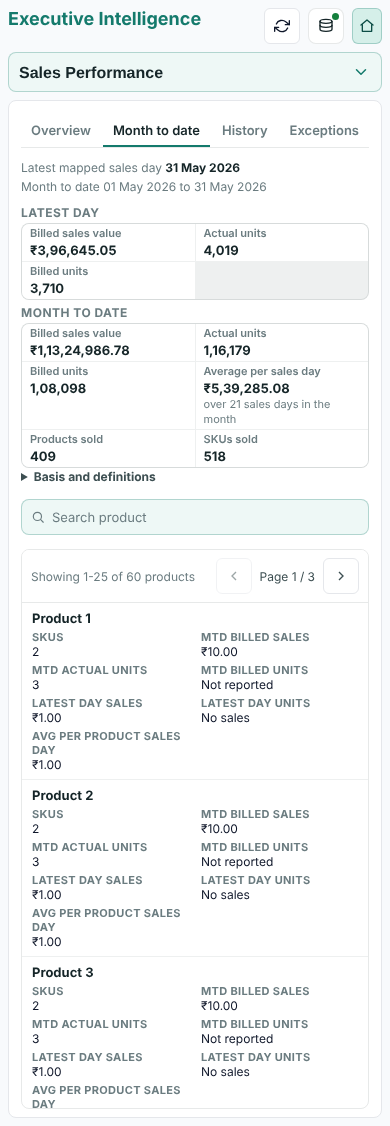 Executive Intelligence
Sales Performance
Overview Month to date History Exceptions
Latest mapped sales day 31 May 2026
Month to date 01 May 2026 to 31 May 2026
LATEST DAY
Billed sales value Actual units
₹3,96,645.05 4,019
Billed units
3,710
MONTH TO DATE
Billed sales value Actual units
₹1,13,24,986.78 1,16,179
Billed units Average per sales day
1,08,098 ₹5,39,285.08
over 21 sales days in the
month
Products sold SKUs sold
409 518
Basis and definitions
Search product
Showing 1-25 of 60 products Page 1 / 3
Product 1
SKUS MTD BILLED SALES
2 ₹10.00
MTD ACTUAL UNITS MTD BILLED UNITS
3 Not reported
LATEST DAY SALES LATEST DAY UNITS
₹1.00 No sales
AVG PER PRODUCT SALES
DAY
₹1.00
Product 2
SKUS MTD BILLED SALES
2 ₹10.00
MTD ACTUAL UNITS MTD BILLED UNITS
3 Not reported
LATEST DAY SALES LATEST DAY UNITS
₹1.00 No sales
AVG PER PRODUCT SALES
DAY
₹1.00
Product 3
SKUS MTD BILLED SALES
2 ₹10.00
MTD ACTUAL UNITS MTD BILLED UNITS
3 Not reported
LATEST DAY SALES LATEST DAY UNITS
₹1.00 No sales
AVG PER PRODUCT SALES
DAY